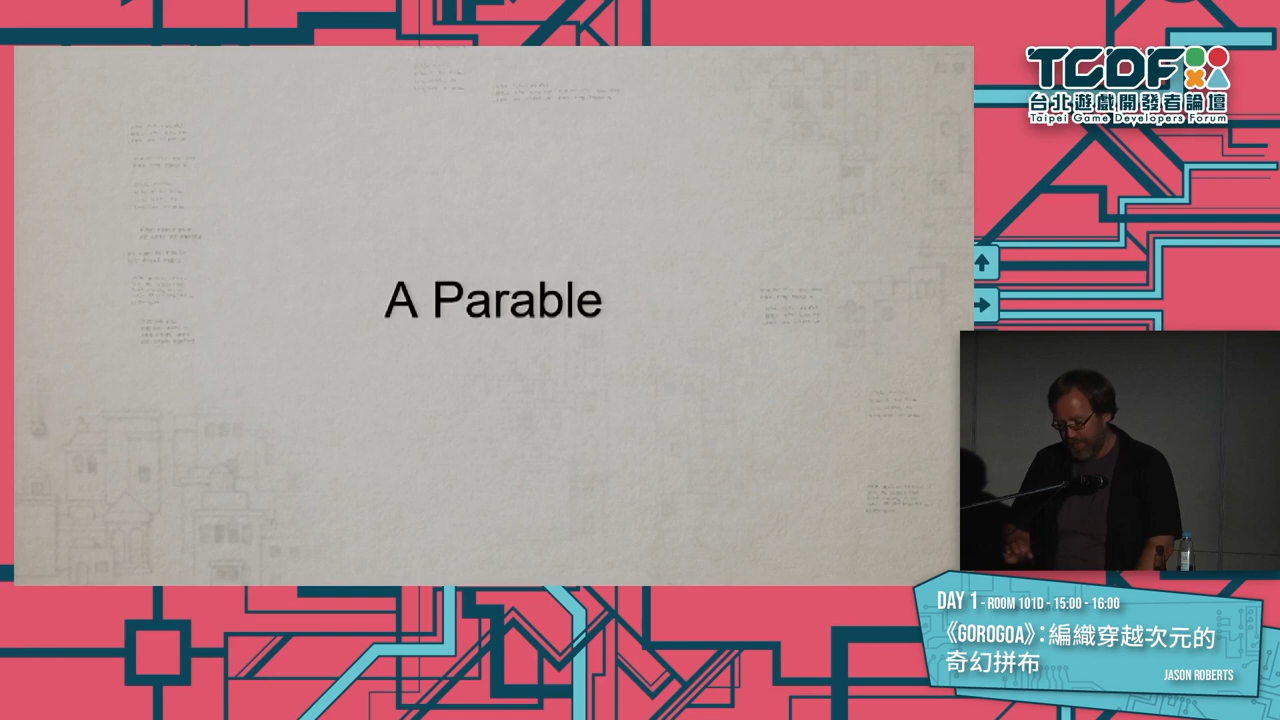 TGDF
台北遊戲開發者論壇
Taipei Game Developers Forum
A Parable
DAY 1 - ROOM 101D - 15:00 - 16:00
《GOROGOA》：編織穿越次元的
奇幻拼布
JASON ROBERTS